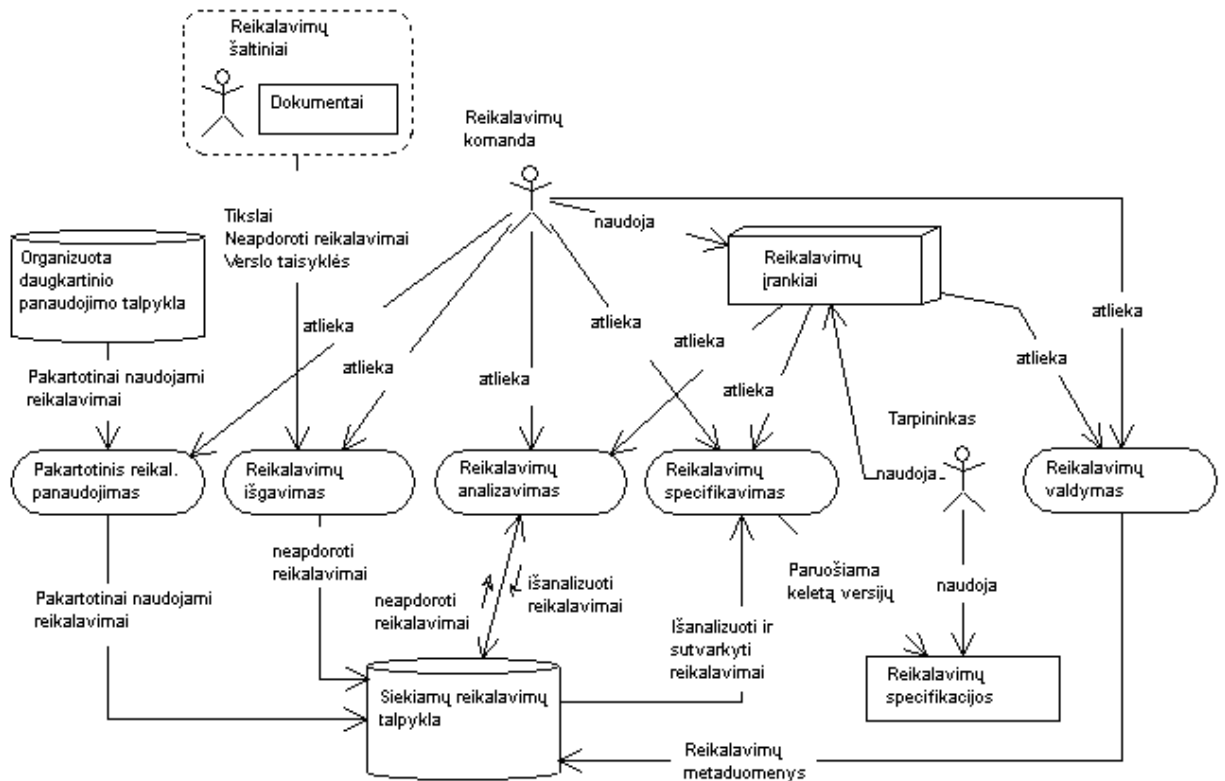 Reikalavimų
šaltiniai
Dokumentai
Reikalavimų
komanda
Tikslai
Neapdoroti reikalavimai
Verslo taisyklės
naudoja
Organizuota
daugkartinio
panaudojimo talpykla
Reikalavimų
įrankiai
atlieka
atlieka
atlieka
atlieka
atlieka
atlieka
atlieka
atlieka
Pakartotinai naudojami
reikalavimai
Tarpininkas
Pakartotinis reikal.
panaudojimas
Reikalavimų
išgavimas
Reikalavimų
analizavimas
Reikalavimų
specifikavimas
naudoja
Reikalavimų
valdymas
neapdoroti
reikalavimai
Pakartotinai naudojami
reikalavimai
neapdoroti
reikalavimai
išanalizuoti
reikalavimai
Paruošiama
keletą versijų
naudoja
Išanalizuoti ir
sutvarkyti
reikalavimai
Siekiamų reikalavimų
talpykla
Reikalavimų
specifikacijos
Reikalavimų
metaduomenys